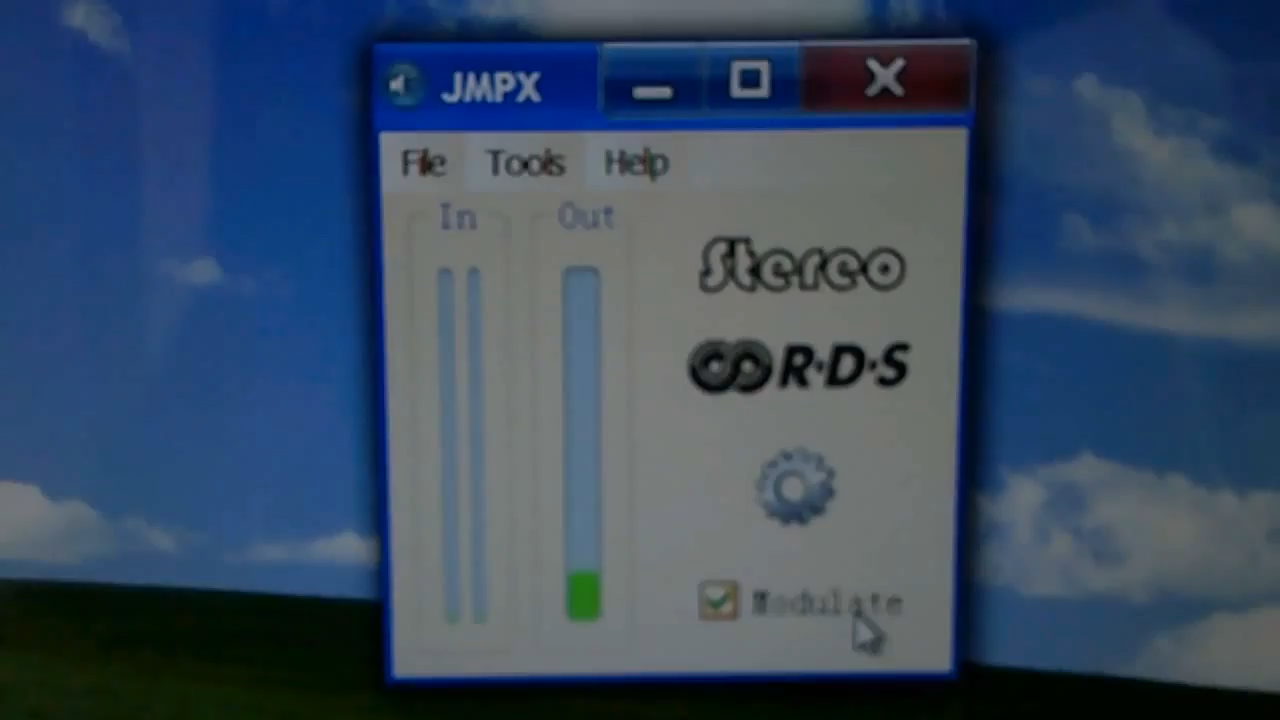 JMPX
File Tools Help
In Out
Stereo
R·D·S
Modulate